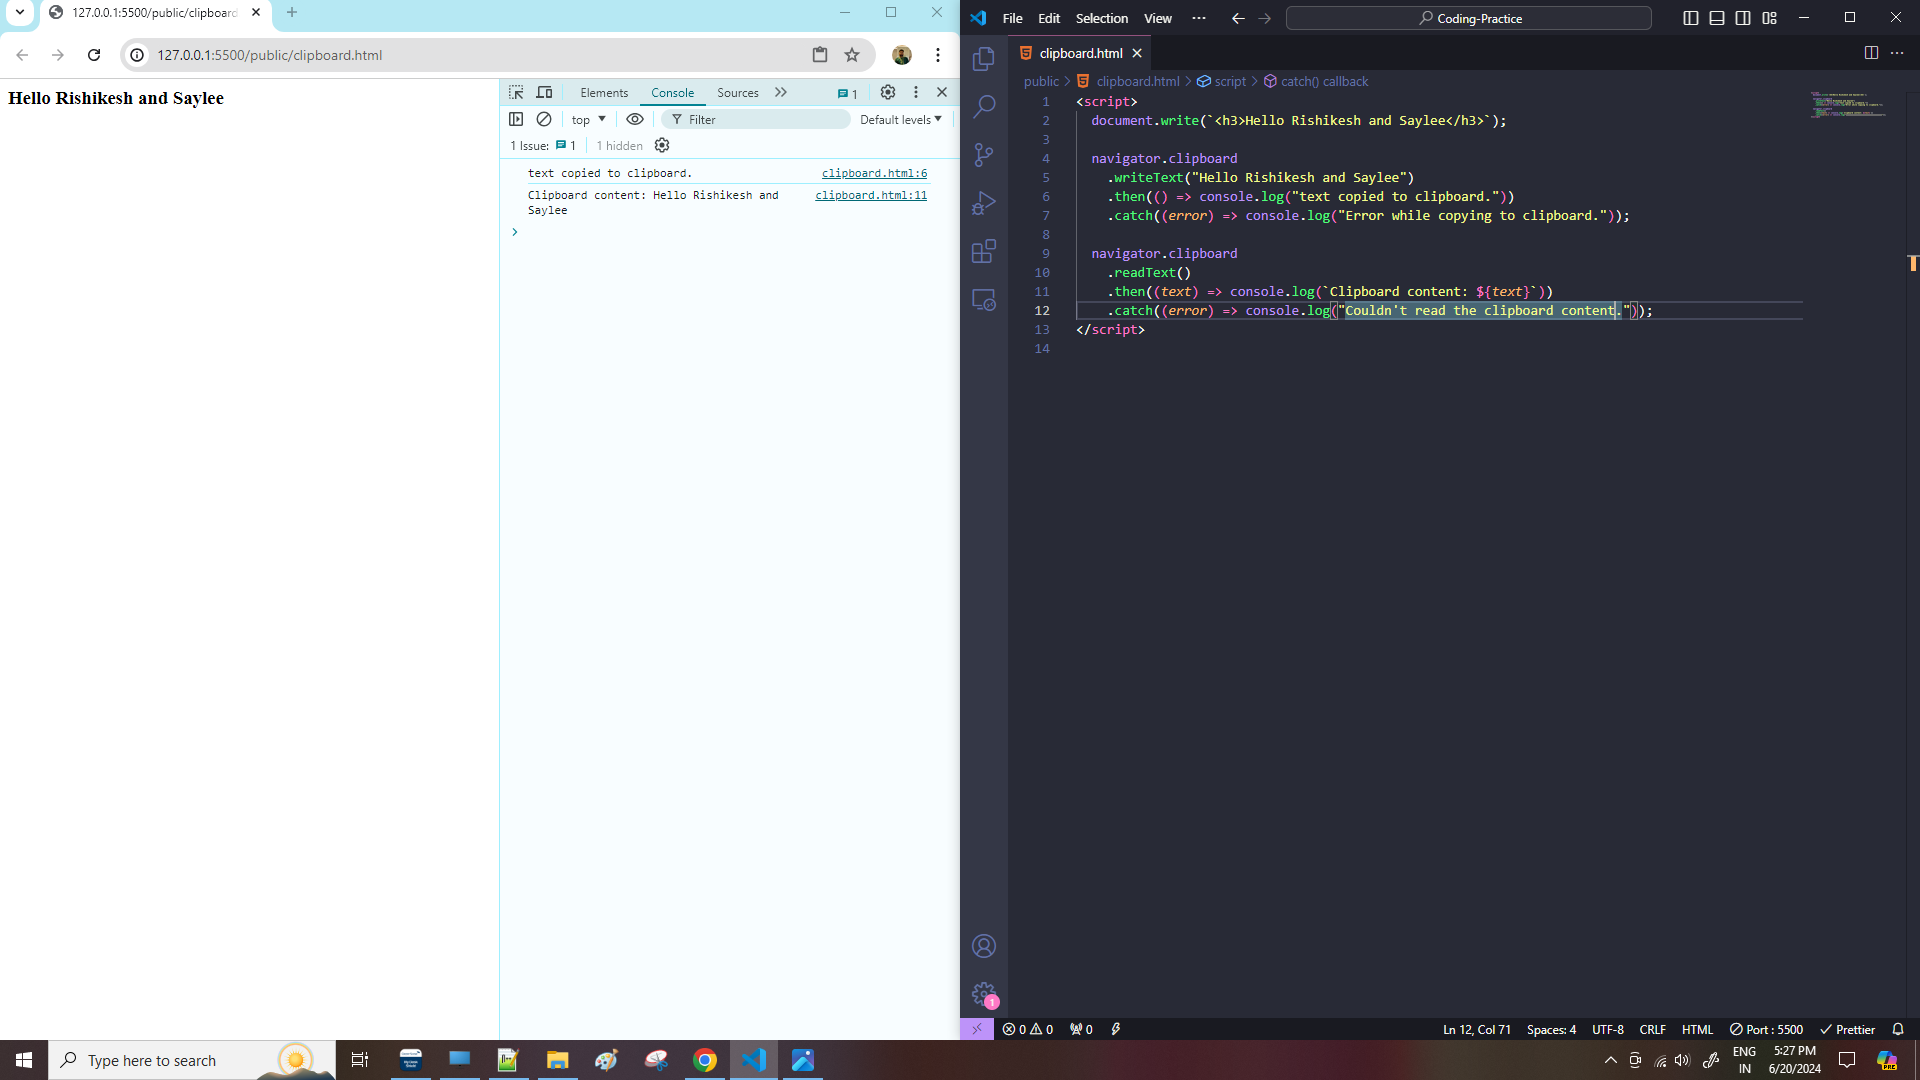 127.0.0.1:5500/public/clipboard
127.0.0.1:5500/public/clipboard.html
Hello Rishikesh and Saylee
Elements Console Sources 1
top Filter Default levels
1 Issue: 1 1 hidden
text copied to clipboard. clipboard.html:6
Clipboard content: Hello Rishikesh and clipboard.html:11
Saylee
File Edit Selection View Coding-Practice
clipboard.html
public > clipboard.html > script > catch() callback
1 <script>
2 document.write(`<h3>Hello Rishikesh and Saylee</h3>`);
3
4 navigator.clipboard
5 .writeText("Hello Rishikesh and Saylee")
6 .then(() => console.log("text copied to clipboard."))
7 .catch((error) => console.log("Error while copying to clipboard."));
8
9 navigator.clipboard
10 .readText()
11 .then((text) => console.log(`Clipboard content: ${text}`))
12 .catch((error) => console.log("Couldn't read the clipboard content."));
13 </script>
14
1
0 0 0 Ln 12, Col 71 Spaces: 4 UTF-8 CRLF HTML Port : 5500 Prettier
Type here to search
ENG
IN
5:27 PM
6/20/2024
PRE